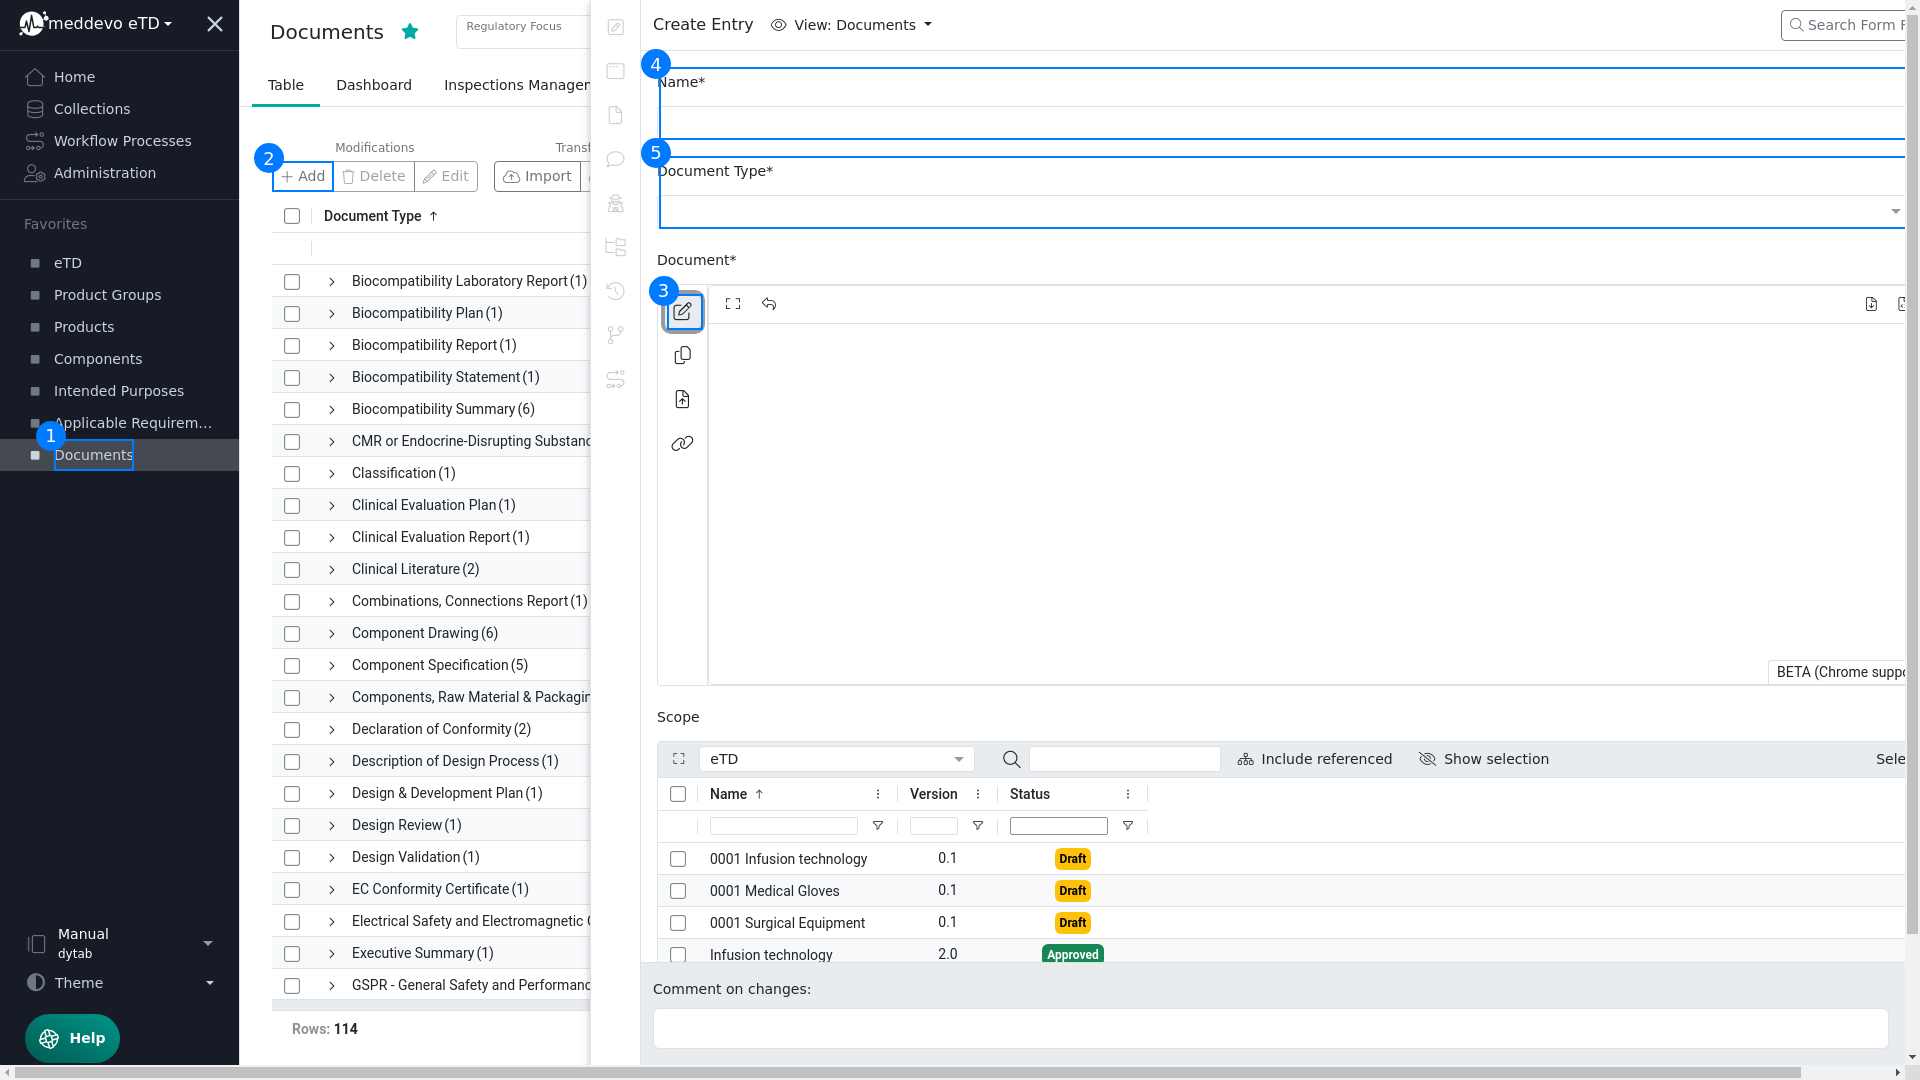 meddevo eTD
Home
Collections
Workflow Processes
Administration
Favorites
eTD
Product Groups
Products
Components
Intended Purposes
Applicable Requirem...
1
Documents
Manual
dytab
Theme
Help
Documents
Regulatory Focus
Table
Dashboard
Inspections Manager
Modifications
2
Add
Delete
Edit
Import
Document Type
Biocompatibility Laboratory Report (1)
Biocompatibility Plan (1)
Biocompatibility Report (1)
Biocompatibility Statement (1)
Biocompatibility Summary (6)
CMR or Endocrine-Disrupting Substanc
Classification (1)
Clinical Evaluation Plan (1)
Clinical Evaluation Report (1)
Clinical Literature (2)
Combinations, Connections Report (1)
Component Drawing (6)
Component Specification (5)
Components, Raw Material & Packagin
Declaration of Conformity (2)
Description of Design Process (1)
Design & Development Plan (1)
Design Review (1)
Design Validation (1)
EC Conformity Certificate (1)
Electrical Safety and Electromagnetic
Executive Summary (1)
GSPR - General Safety and Performanc
Rows: 114
Create Entry
View: Documents
Search Form F
4
Name*
5
Document Type*
Document*
3
BETA (Chrome suppo
Scope
eTD
Include referenced
Show selection
Sele
Name
Version
Status
0001 Infusion technology 0.1 Draft
0001 Medical Gloves 0.1 Draft
0001 Surgical Equipment 0.1 Draft
Infusion technology 2.0 Approved
Comment on changes: